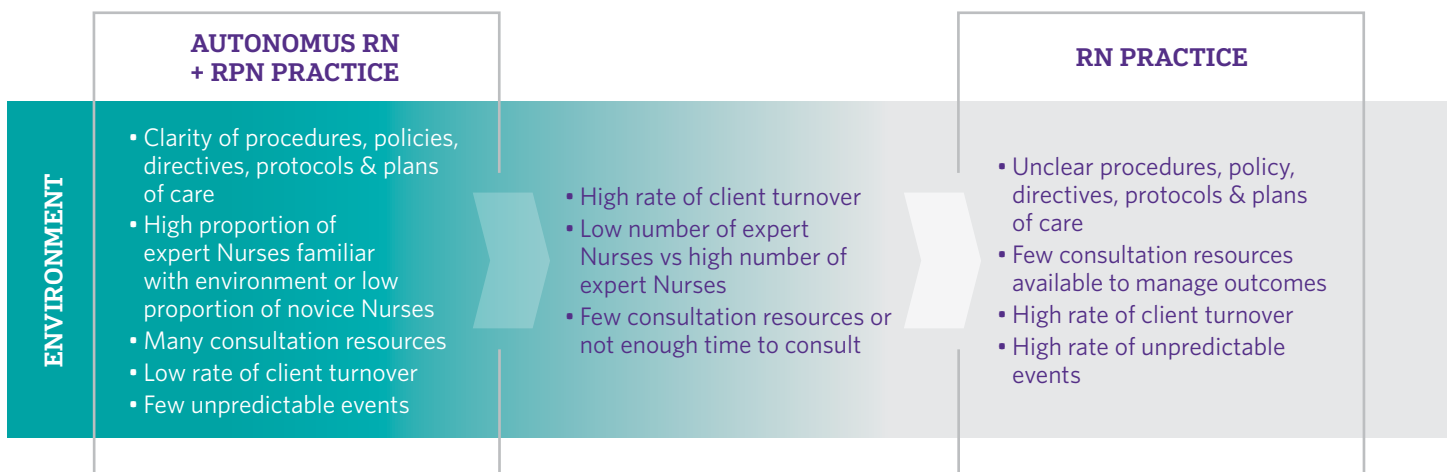 AUTONOMUS RN
+ RPN PRACTICE
RN PRACTICE
ENVIRONMENT
• Clarity of procedures, policies,
directives, protocols & plans
of care
• High proportion of
expert Nurses familiar
with environment or low
proportion of novice Nurses
• Many consultation resources
• Low rate of client turnover
• Few unpredictable events
• High rate of client turnover
• Low number of expert
Nurses vs high number of
expert Nurses
• Few consultation resources or
not enough time to consult
• Unclear procedures, policy,
directives, protocols & plans
of care
• Few consultation resources
available to manage outcomes
• High rate of client turnover
• High rate of unpredictable
events